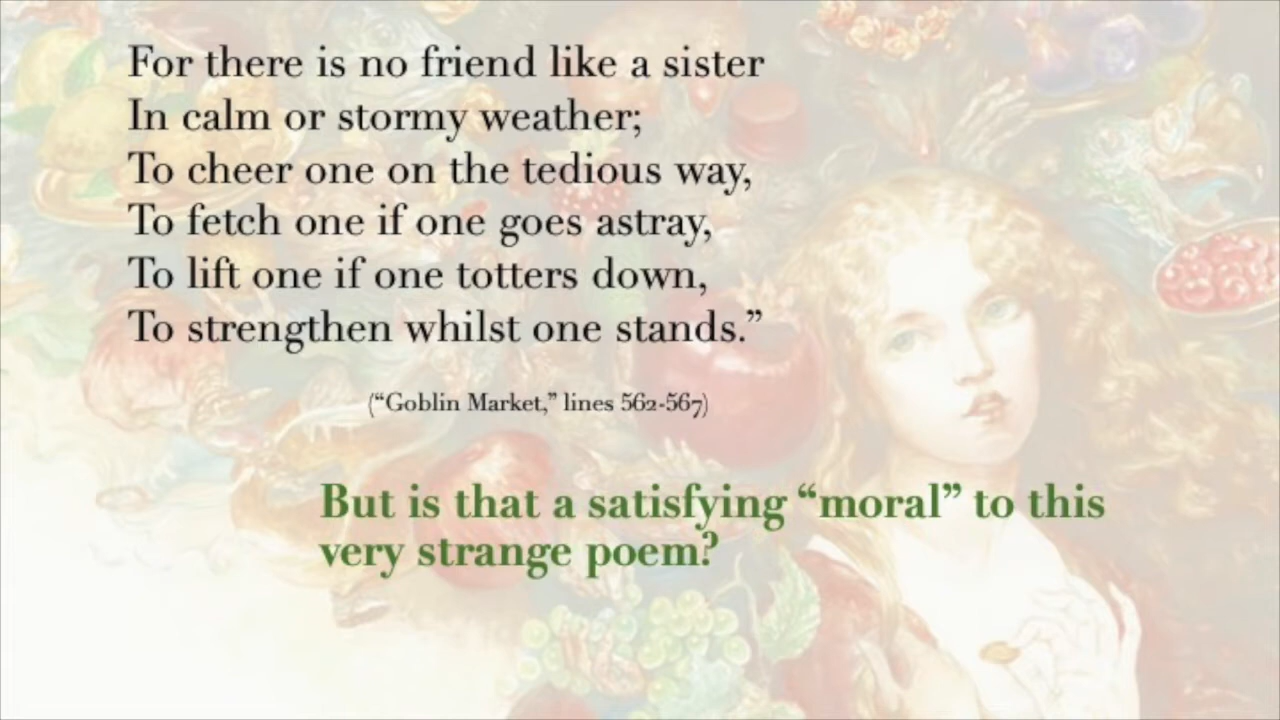 For there is no friend like a sister
In calm or stormy weather;
To cheer one on the tedious way,
To fetch one if one goes astray,
To lift one if one totters down,
To strengthen whilst one stands.”
(“Goblin Market,” lines 562-567)
But is that a satisfying “moral” to this
very strange poem?